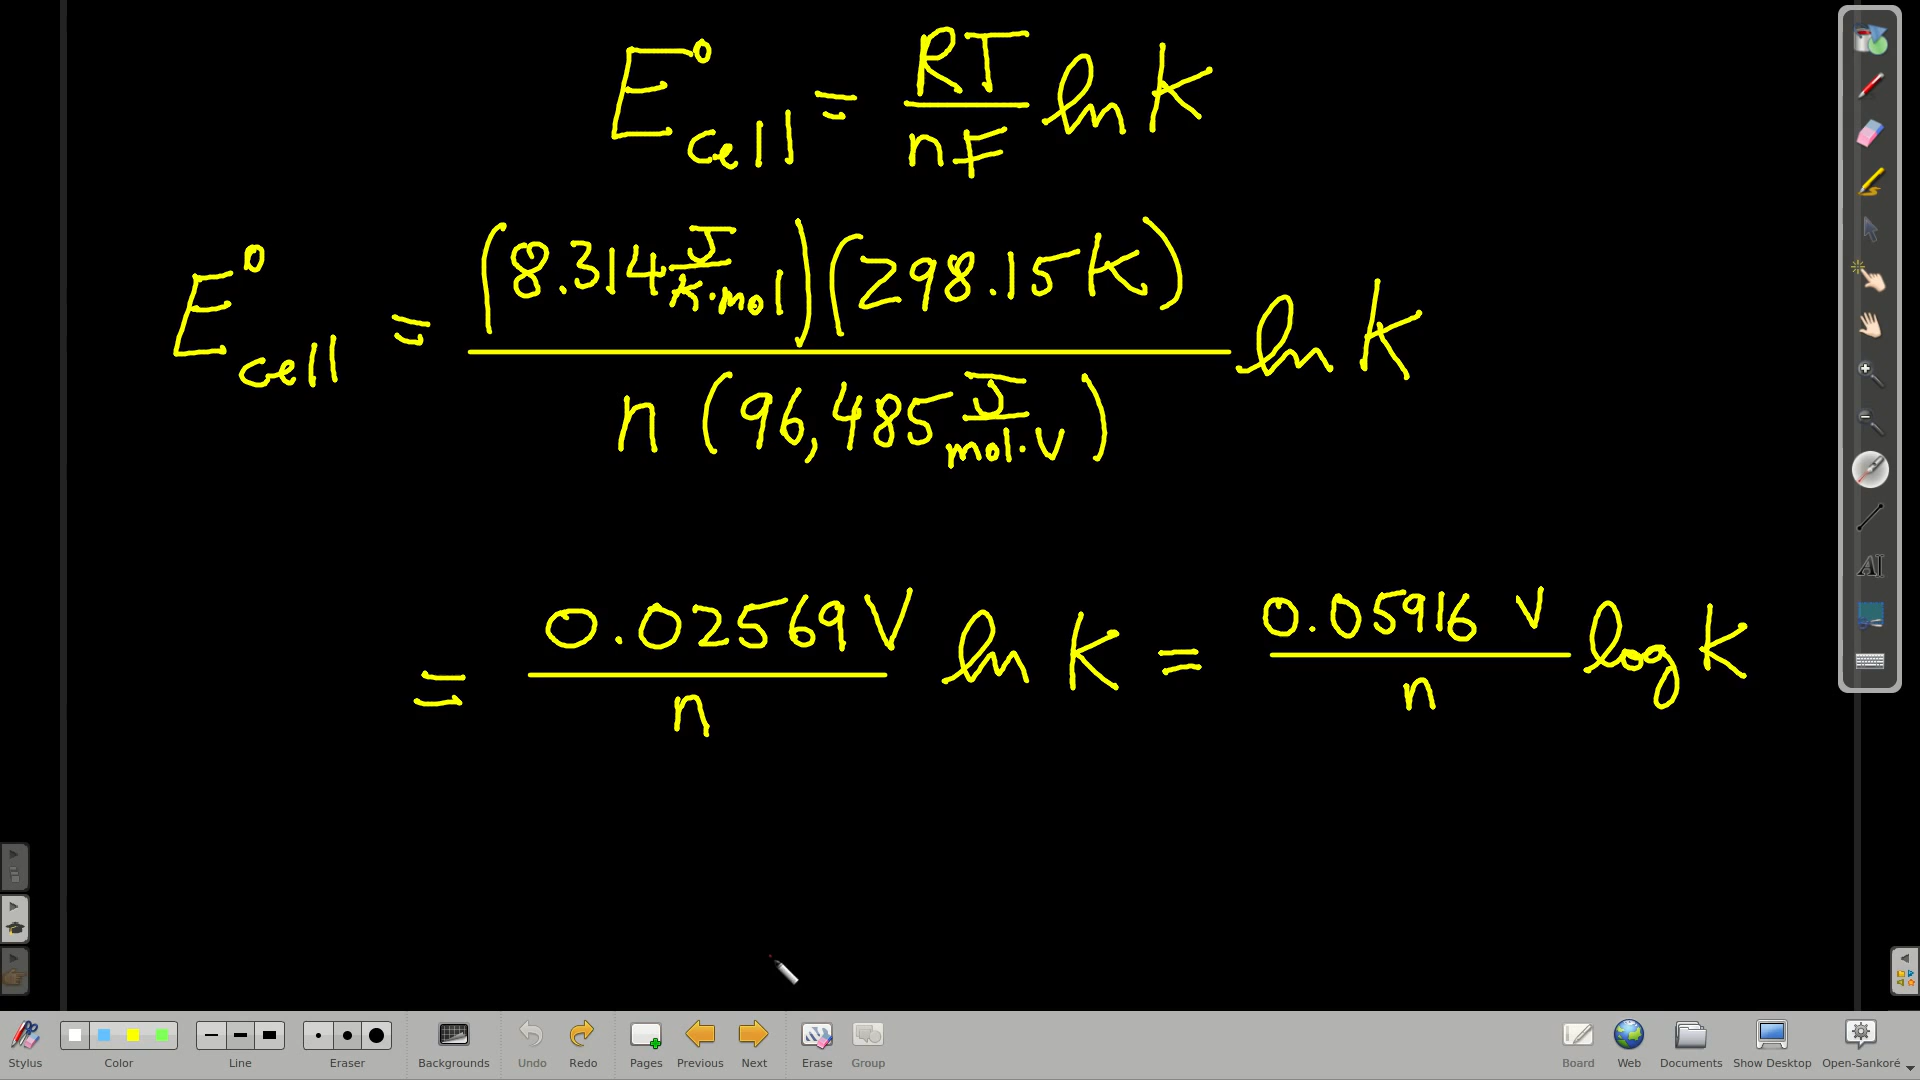 E°cell = RT/nF ln K
E°cell = (8.314 J/K·mol)(298.15 K)/n (96,485 J/mol·V) ln K
= 0.02569 V/n ln K = 0.05916 V/n log K
AI
Stylus Color Line Eraser Backgrounds Undo Redo Pages Previous Next Erase Group Board Web Documents Show Desktop Open-Sankoré